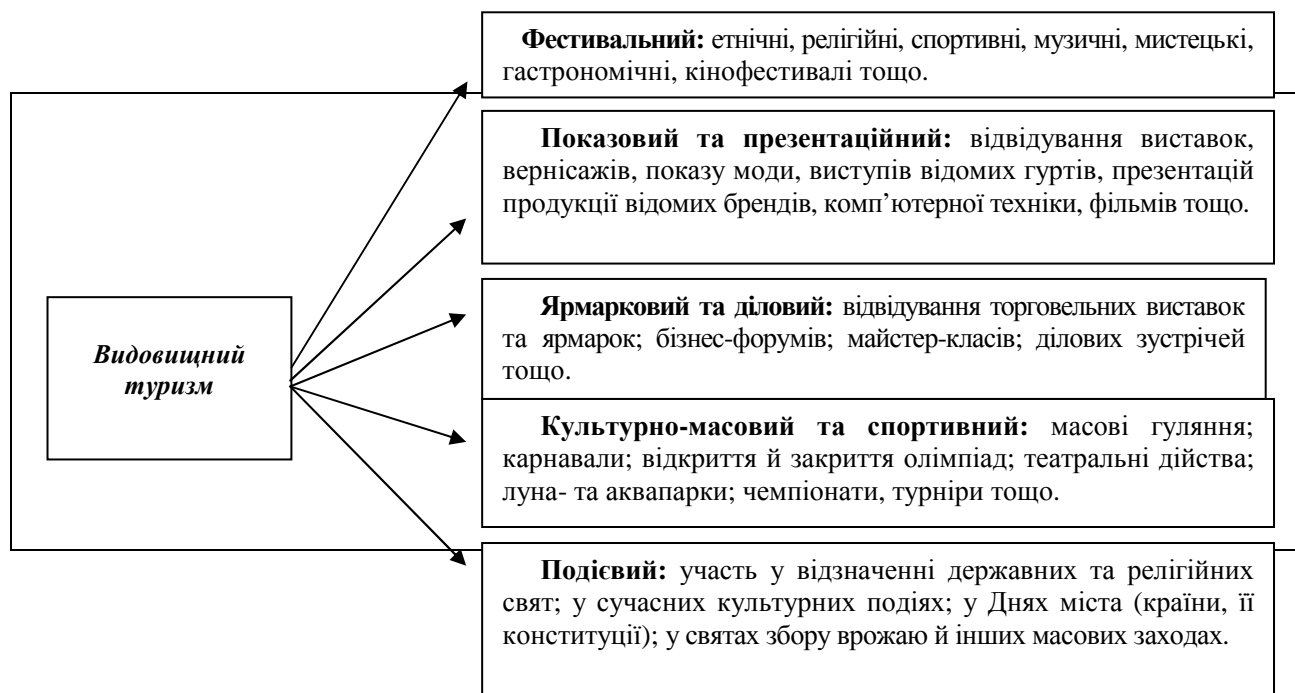 Фестивальний: етнічні, релігійні, спортивні, музичні, мистецькі,
гастрономічні, кінофестивалі тощо.
Показовий та презентаційний: відвідування виставок,
вернісажів, показу моди, виступів відомих гуртів, презентацій
продукції відомих брендів, комп’ютерної техніки, фільмів тощо.
Видовищний
туризм
Ярмарковий та діловий: відвідування торговельних виставок
та ярмарок; бізнес-форумів; майстер-класів; ділових зустрічей
тощо.
Культурно-масовий та спортивний: масові гуляння;
карнавали; відкриття й закриття олімпіад; театральні дійства;
луна- та аквапарки; чемпіонати, турніри тощо.
Подієвий: участь у відзначенні державних та релігійних
свят; у сучасних культурних подіях; у Днях міста (країни, її
конституції); у святах збору врожаю й інших масових заходах.